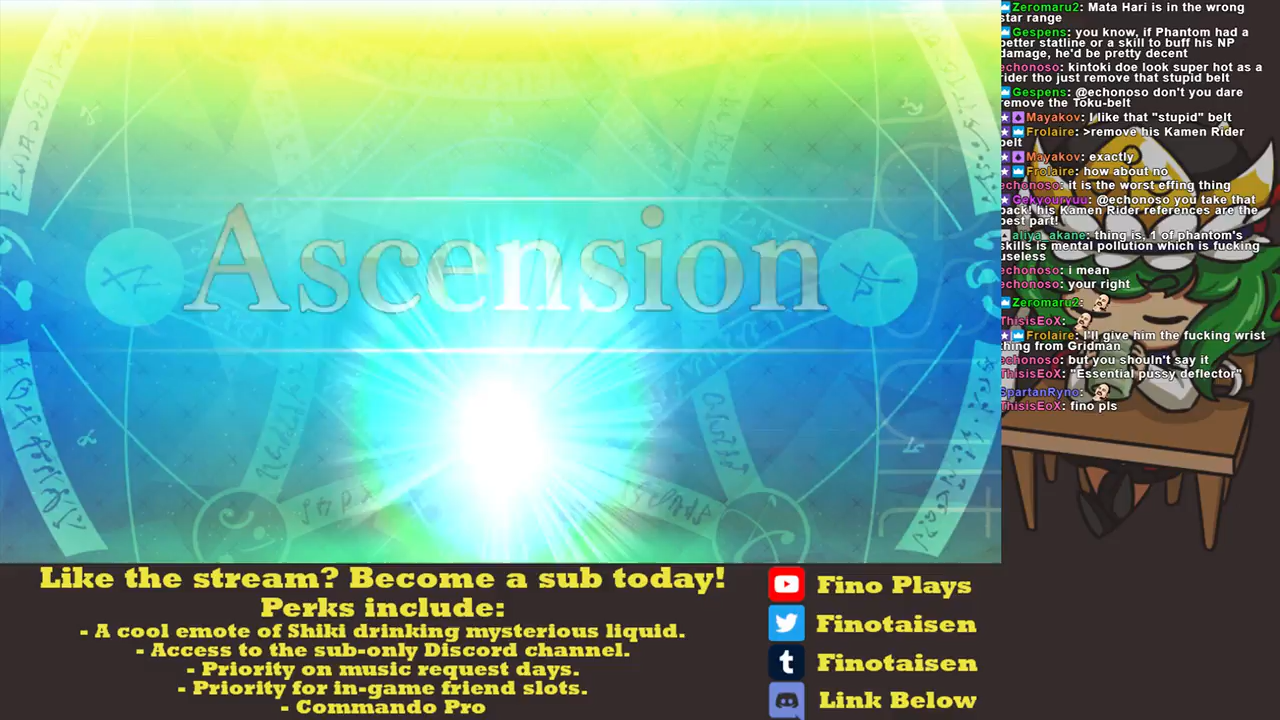 Ascension
Zeromaru2: Mata Hari is in the wrong
star range
Gespens: you know, if Phantom had a
better statline or a skill to buff his NP
damage, he'd be pretty decent
echonoso: kintoki doe look super hot as a
rider tho just remove that stupid belt
Gespens: @echonoso don't you dare
remove the Toku-belt
Mayakov: I like that "stupid" belt
Frolaire: >remove his Kamen Rider
belt
Mayakov: exactly
Frolaire: how about no
echonoso: it is the worst effing thing
Gekyouryuu: @echonoso you take that
back! his Kamen Rider references are the
best part!
aliya_akane: thing is, 1 of phantom's
skills is mental pollution which is fucking
useless
echonoso: i mean
echonoso: your right
Zeromaru2:
ThisisEoX:
Frolaire: I'll give him the fucking wrist
thing from Gridman
echonoso: but you shouln't say it
ThisisEoX: "Essential pussy deflector"
SpartanRyno:
ThisisEoX: fino pls
Like the stream? Become a sub today!
Perks include:
- A cool emote of Shiki drinking mysterious liquid.
- Access to the sub-only Discord channel.
- Priority on music request days.
- Priority for in-game friend slots.
- Commando Pro
Fino Plays
Finotaisen
Finotaisen
Link Below